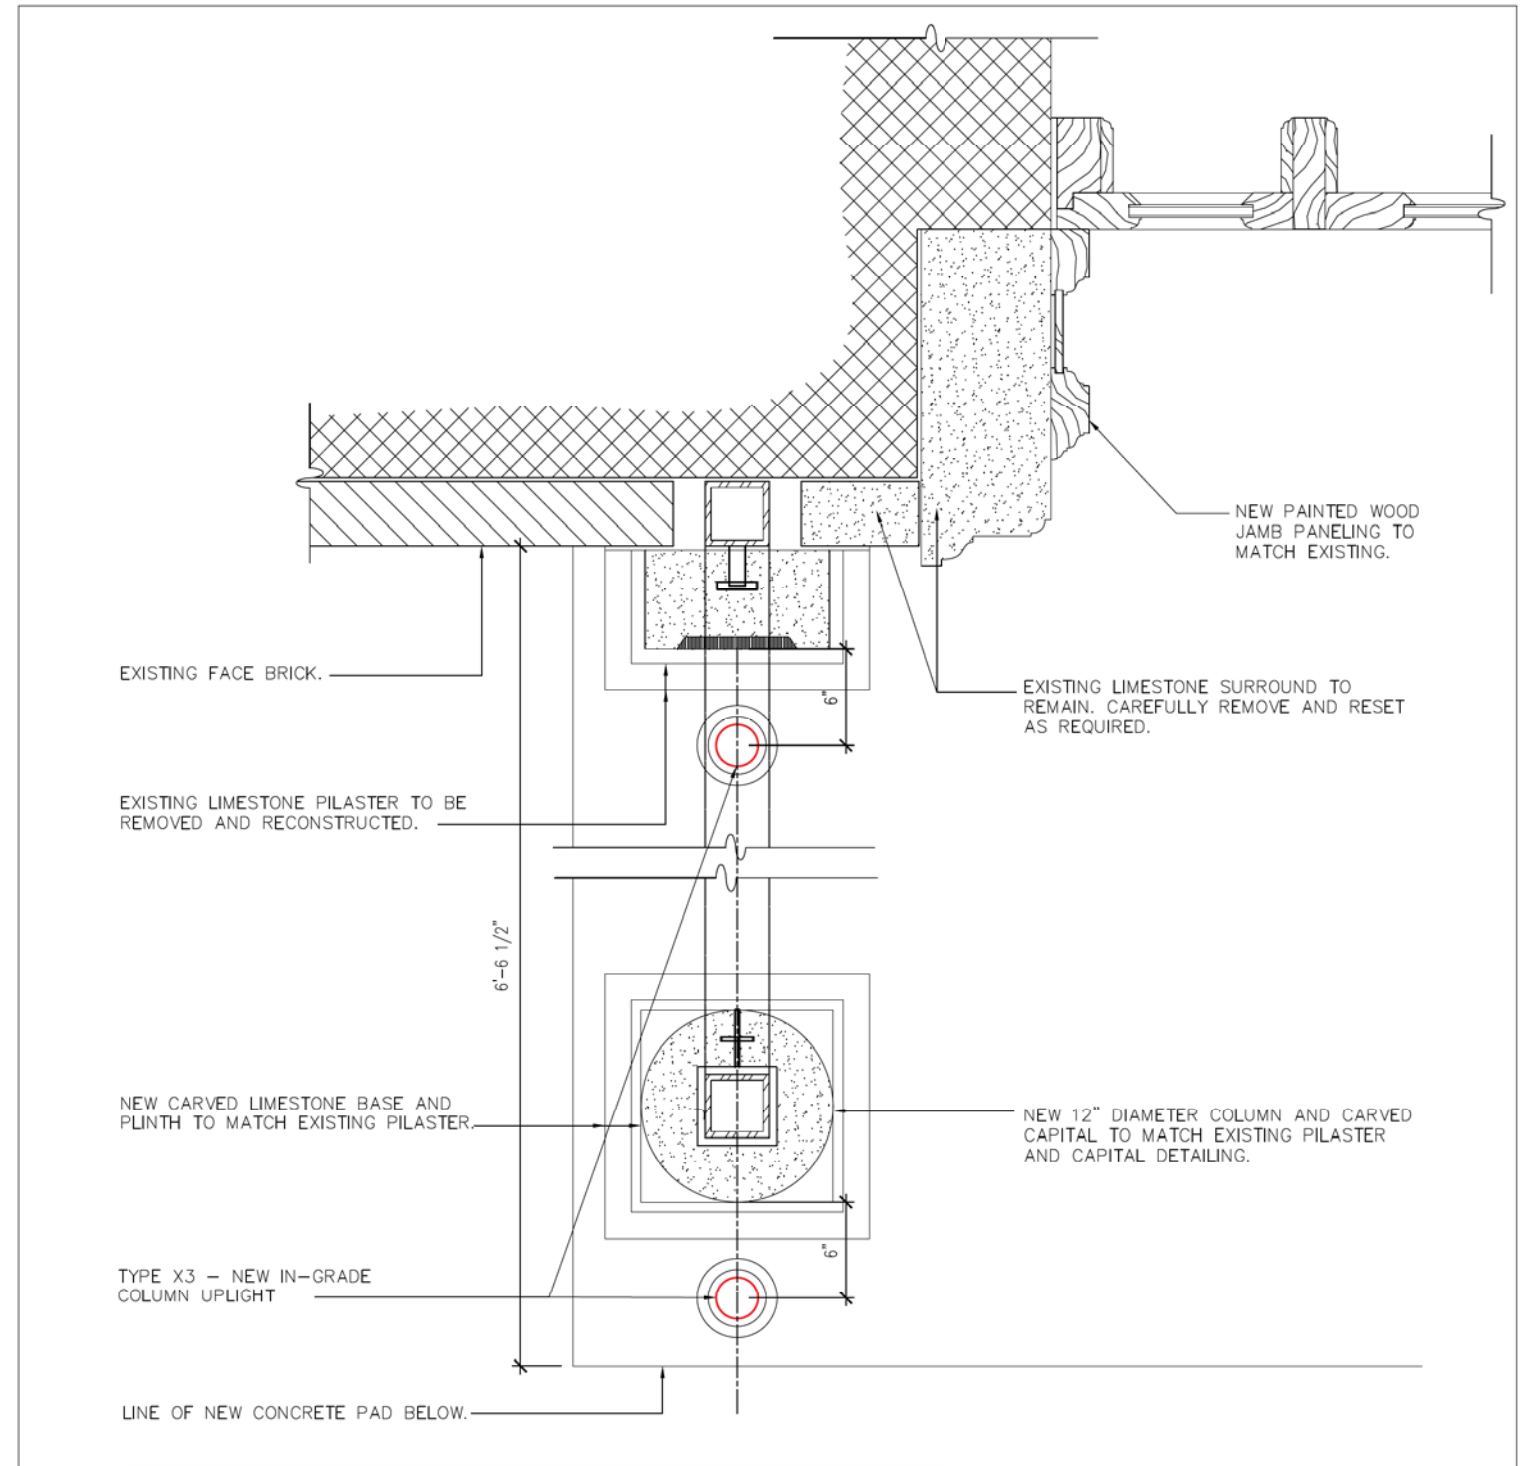 NEW PAINTED WOOD
JAMB PANELING TO
MATCH EXISTING.
EXISTING FACE BRICK.
EXISTING LIMESTONE SURROUND TO
REMAIN. CAREFULLY REMOVE AND RESET
AS REQUIRED.
6"
EXISTING LIMESTONE PILASTER TO BE
REMOVED AND RECONSTRUCTED.
6'-6 1/2"
NEW CARVED LIMESTONE BASE AND
PLINTH TO MATCH EXISTING PILASTER.
NEW 12" DIAMETER COLUMN AND CARVED
CAPITAL TO MATCH EXISTING PILASTER
AND CAPITAL DETAILING.
6"
TYPE X3 – NEW IN-GRADE
COLUMN UPLIGHT
LINE OF NEW CONCRETE PAD BELOW.